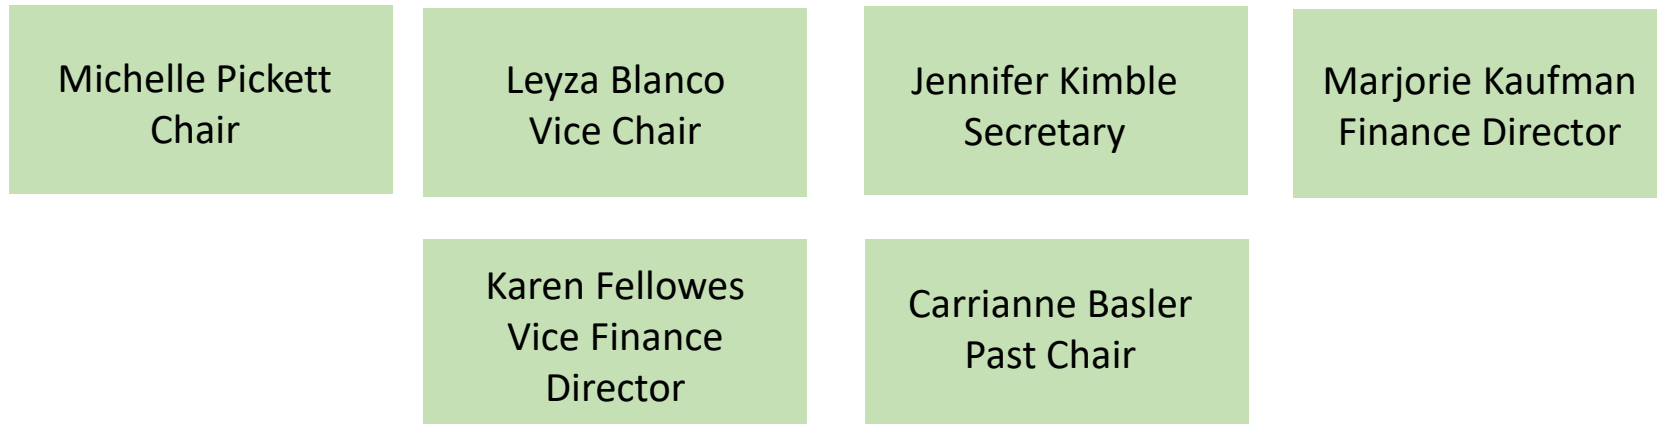 Michelle Pickett
Chair
Leyza Blanco
Vice Chair
Jennifer Kimble
Secretary
Marjorie Kaufman
Finance Director
Karen Fellowes
Vice Finance
Director
Carrianne Basler
Past Chair